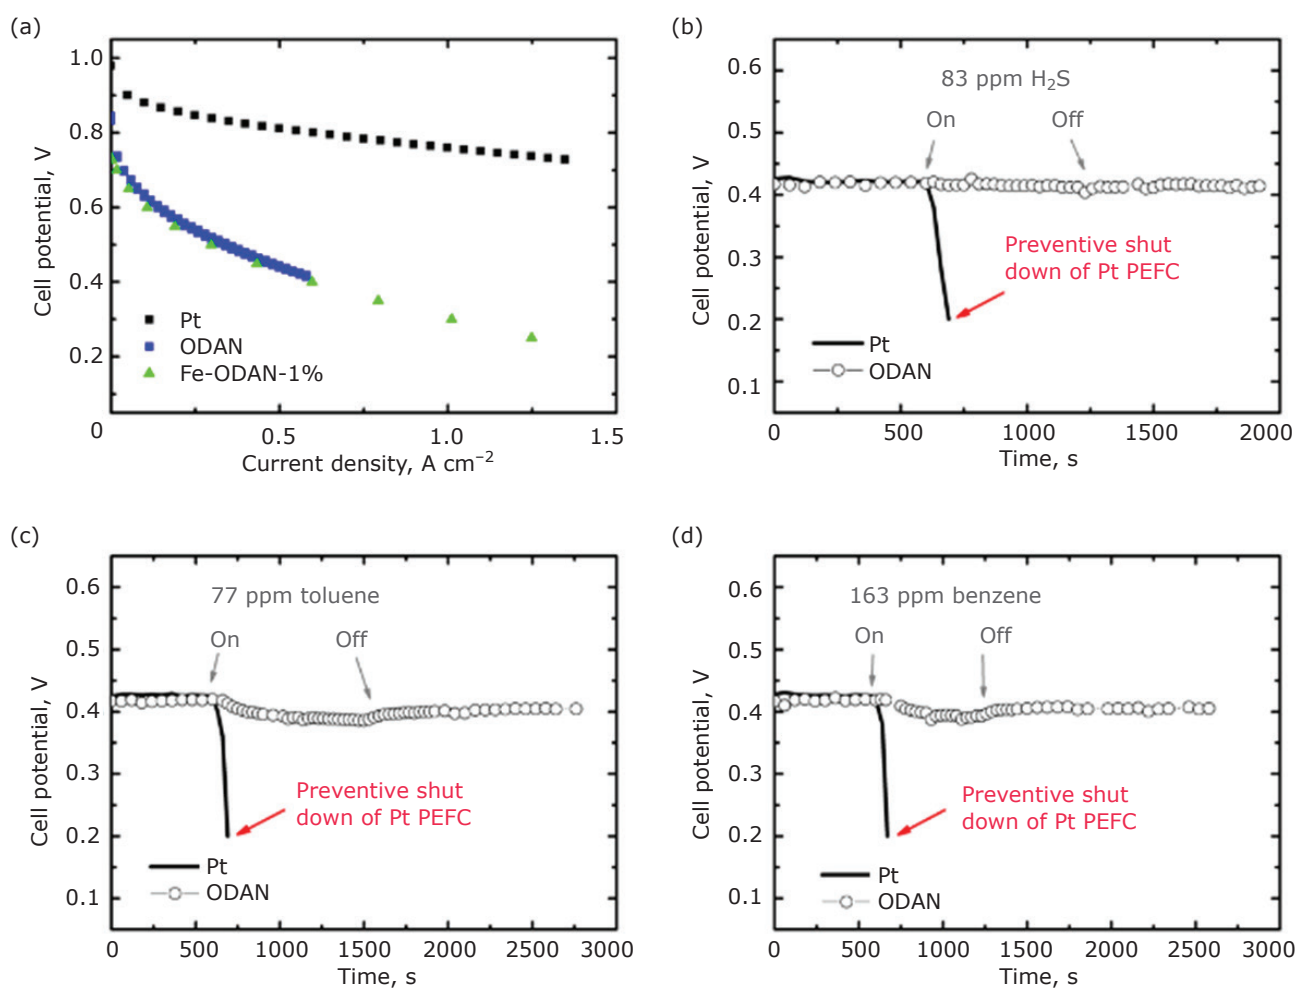 (a)
1.0
0.8
0.6
0.4
0.2
0
0.5
1.0
1.5
Cell potential, V
Current density, A cm⁻²
Pt
ODAN
Fe-ODAN-1%
(b)
0.6
0.5
0.4
0.3
0.2
0.1
0
500
1000
1500
2000
Cell potential, V
Time, s
83 ppm H₂S
On
Off
Preventive shut
down of Pt PEFC
Pt
ODAN
(c)
0.6
0.5
0.4
0.3
0.2
0.1
0
500
1000
1500
2000
2500
3000
Cell potential, V
Time, s
77 ppm toluene
On
Off
Preventive shut
down of Pt PEFC
Pt
ODAN
(d)
0.6
0.5
0.4
0.3
0.2
0.1
0
500
1000
1500
2000
2500
3000
Cell potential, V
Time, s
163 ppm benzene
On
Off
Preventive shut
down of Pt PEFC
Pt
ODAN